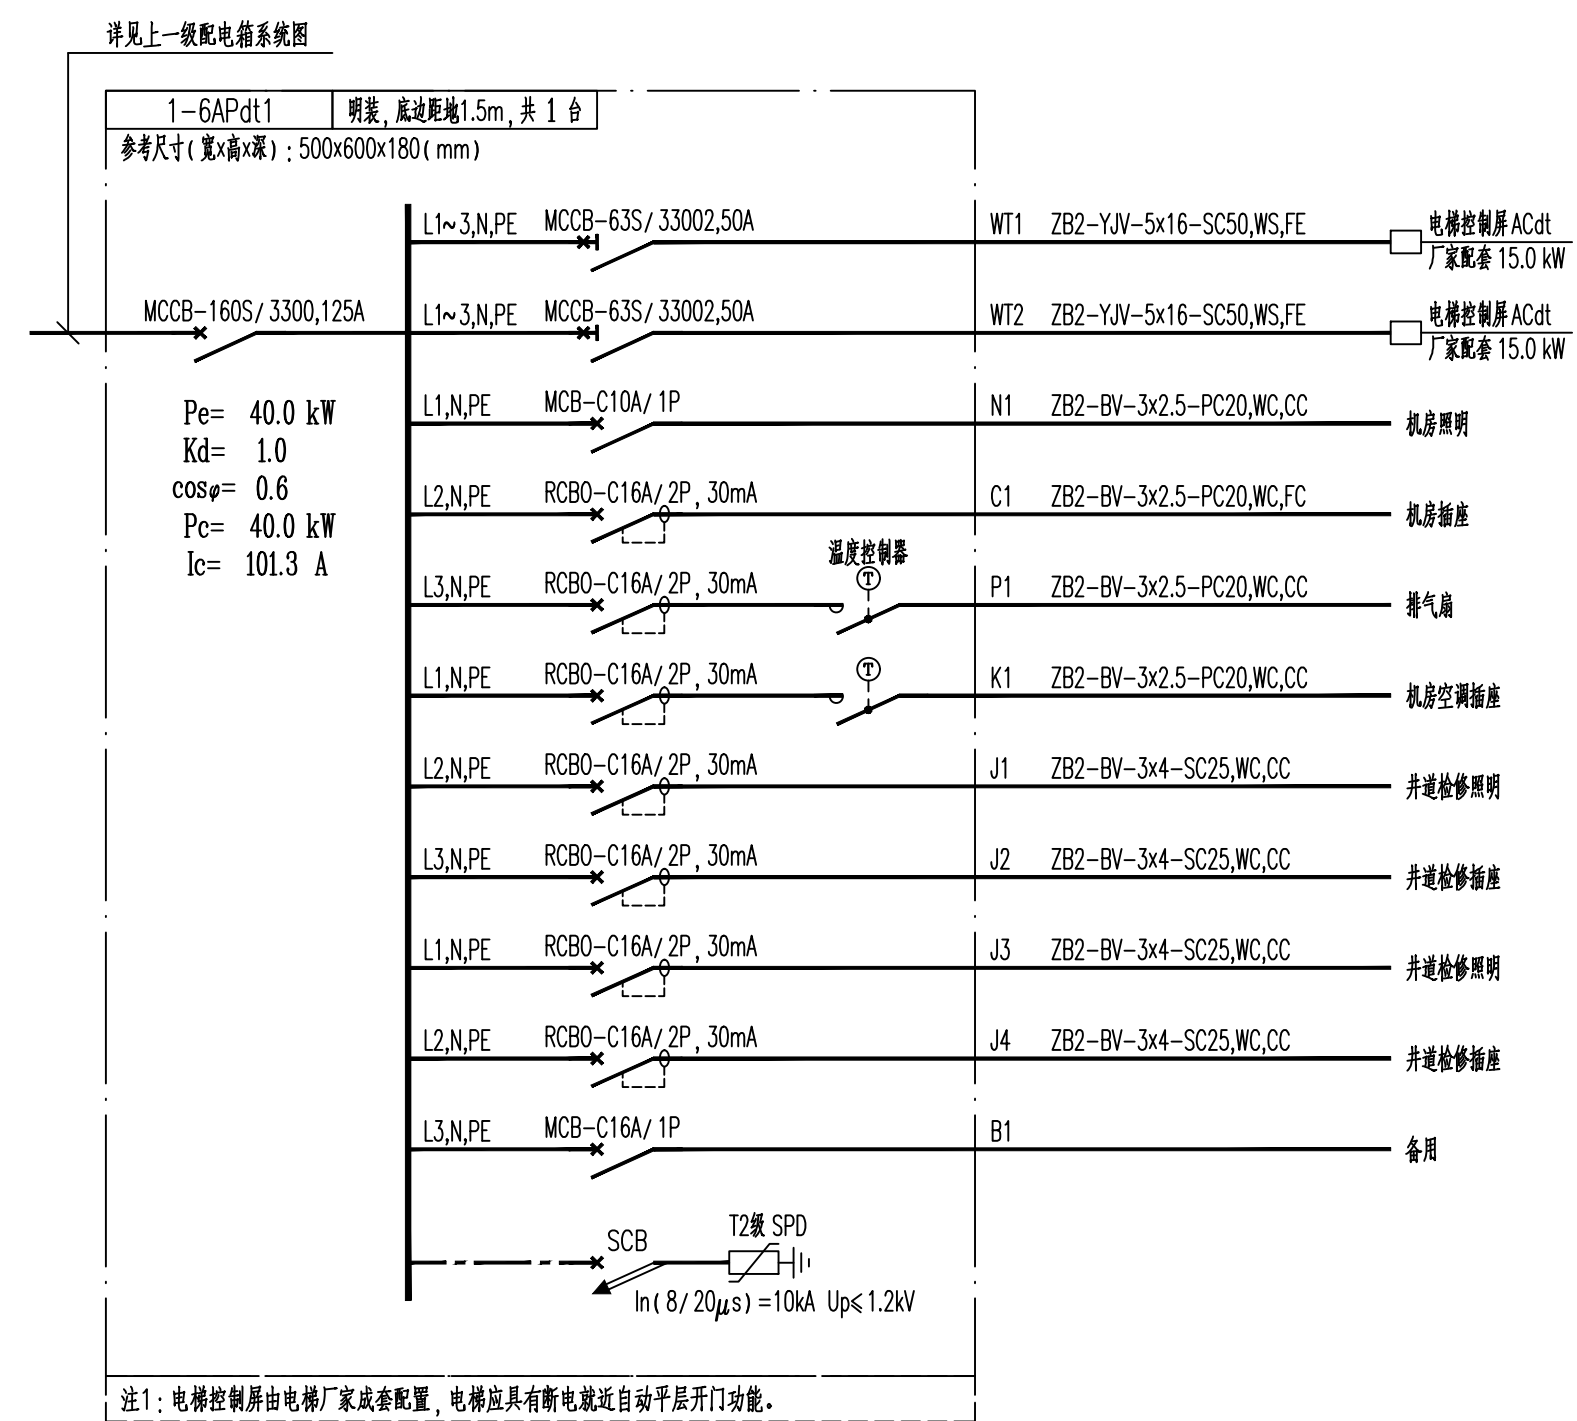 详见上一级配电箱系统图
1-6APdt1
明装,底边距地1.5m,共 1 台
参考尺寸(宽x高x深):500x600x180(mm)
L1~3,N,PE
MCCB-63S/33002,50A
WT1
ZB2-YJV-5x16-SC50,WS,FE
电梯控制屏ACdt
厂家配套 15.0 kW
MCCB-160S/3300,125A
L1~3,N,PE
MCCB-63S/33002,50A
WT2
ZB2-YJV-5x16-SC50,WS,FE
电梯控制屏ACdt
厂家配套 15.0 kW
Pe= 40.0 kW
Kd= 1.0
cosφ= 0.6
Pc= 40.0 kW
Ic= 101.3 A
L1,N,PE
MCB-C10A/1P
N1
ZB2-BV-3x2.5-PC20,WC,CC
机房照明
L2,N,PE
RCBO-C16A/2P,30mA
C1
ZB2-BV-3x2.5-PC20,WC,FC
机房插座
温度控制器
T
L3,N,PE
RCBO-C16A/2P,30mA
P1
ZB2-BV-3x2.5-PC20,WC,CC
排气扇
T
L1,N,PE
RCBO-C16A/2P,30mA
K1
ZB2-BV-3x2.5-PC20,WC,CC
机房空调插座
L2,N,PE
RCBO-C16A/2P,30mA
J1
ZB2-BV-3x4-SC25,WC,CC
井道检修照明
L3,N,PE
RCBO-C16A/2P,30mA
J2
ZB2-BV-3x4-SC25,WC,CC
井道检修插座
L1,N,PE
RCBO-C16A/2P,30mA
J3
ZB2-BV-3x4-SC25,WC,CC
井道检修照明
L2,N,PE
RCBO-C16A/2P,30mA
J4
ZB2-BV-3x4-SC25,WC,CC
井道检修插座
L3,N,PE
MCB-C16A/1P
B1
备用
SCB
T2级 SPD
In(8/20μs)=10kA Up≤1.2kV
注1:电梯控制屏由电梯厂家成套配置,电梯应具有断电就近自动平层开门功能。